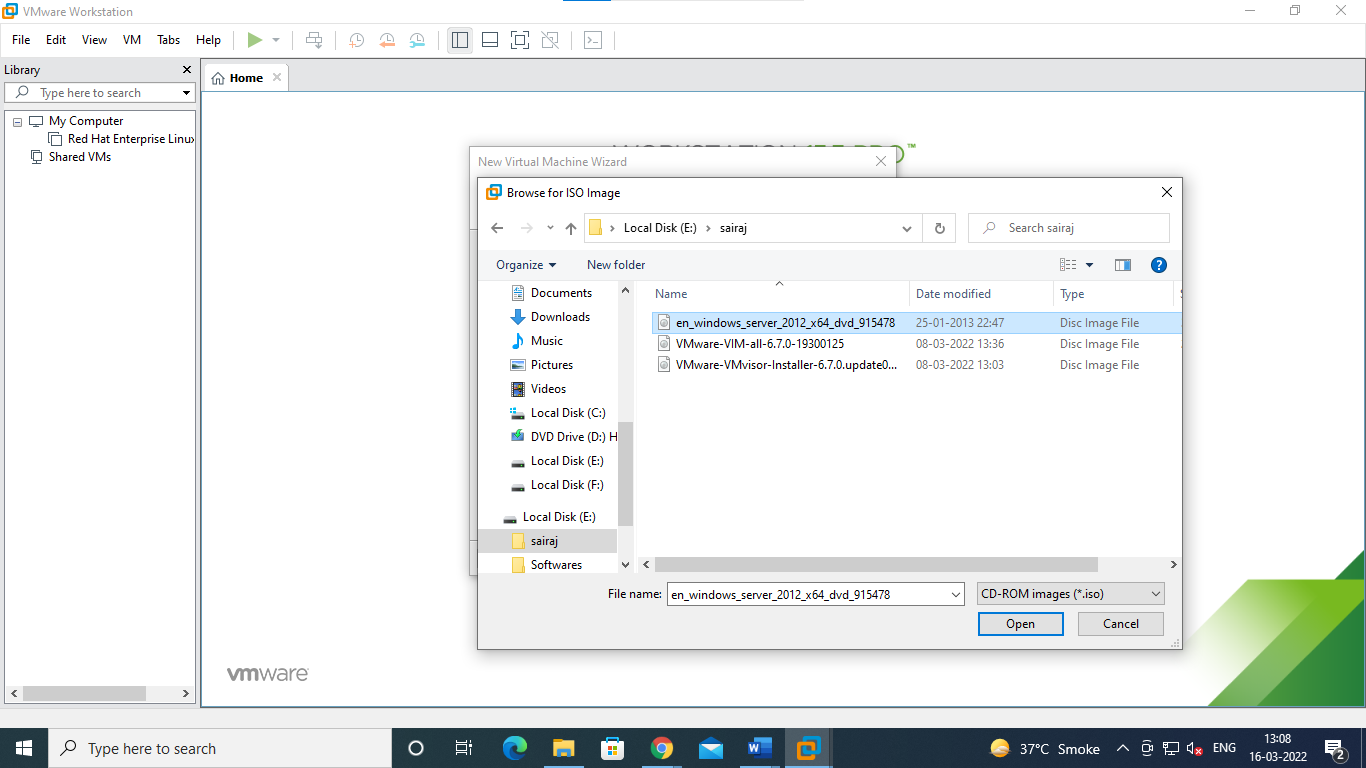 VMware Workstation
File Edit View VM Tabs Help
Library
Type here to search
My Computer
Red Hat Enterprise Linux
Shared VMs
Home
™
New Virtual Machine Wizard
Browse for ISO Image
Local Disk (E:) sairaj
Search sairaj
Organize New folder
?
Documents
Downloads
Music
Pictures
Videos
Local Disk (C:)
DVD Drive (D:) H
Local Disk (E:)
Local Disk (F:)
Local Disk (E:)
sairaj
Softwares
Name Date modified Type
en_windows_server_2012_x64_dvd_915478 25-01-2013 22:47 Disc Image File
VMware-VIM-all-6.7.0-19300125 08-03-2022 13:36 Disc Image File
VMware-VMvisor-Installer-6.7.0.update0... 08-03-2022 13:03 Disc Image File
File name: en_windows_server_2012_x64_dvd_915478 CD-ROM images (*.iso)
Open Cancel
vmware
Type here to search
37°C Smoke ENG 13:08
16-03-2022
2